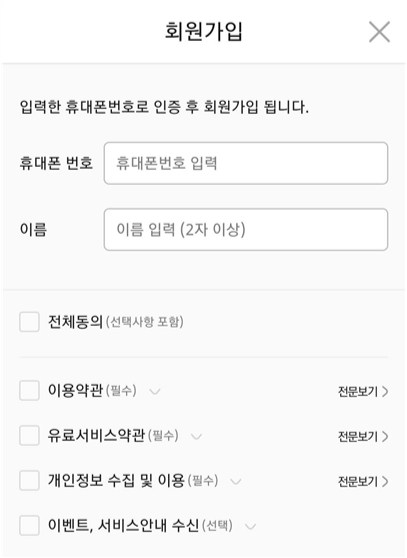 회원가입
입력한 휴대폰번호로 인증 후 회원가입 됩니다.
휴대폰 번호 휴대폰번호 입력
이름 이름 입력 (2자 이상)
전체동의(선택사항 포함)
이용약관(필수) 전문보기
유료서비스약관(필수) 전문보기
개인정보 수집 및 이용(필수) 전문보기
이벤트, 서비스안내 수신(선택)